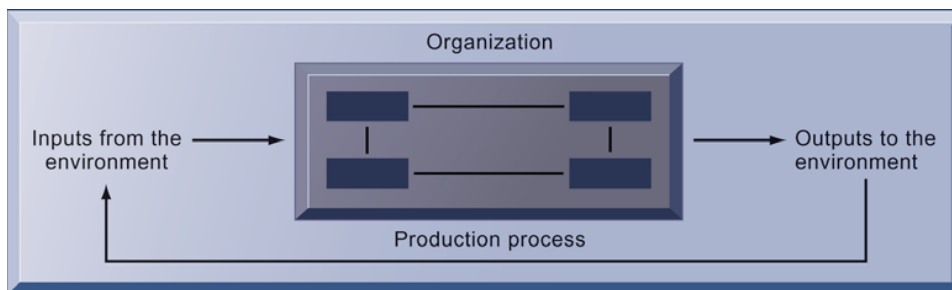 Organization
Inputs from the
environment
Outputs to the
environment
Production process